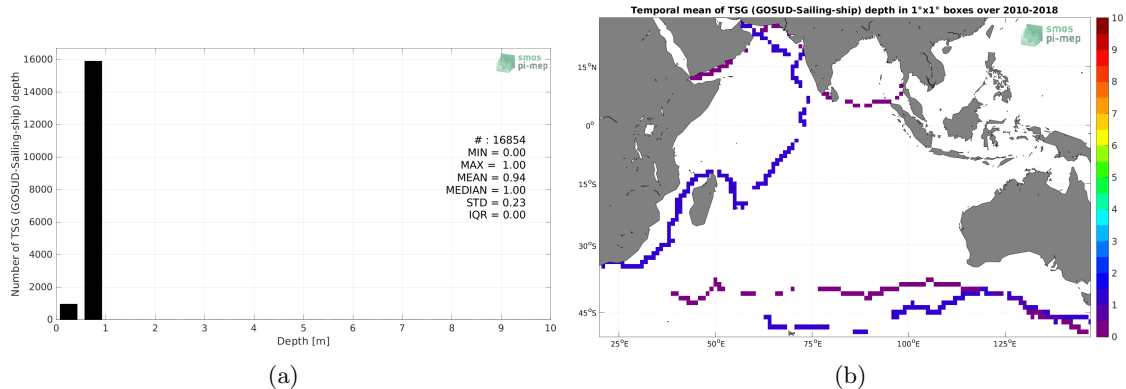 smos
pi-mep
16000
14000
12000
10000
8000
6000
4000
2000
0
Number of TSG (GOSUD-Sailing-ship) depth
# : 16854
MIN = 0.00
MAX = 1.00
MEAN = 0.94
MEDIAN = 1.00
STD = 0.23
IQR = 0.00
0 1 2 3 4 5 6 7 8 9 10
Depth [m]
(a)
Temporal mean of TSG (GOSUD-Sailing-ship) depth in 1°x1° boxes over 2010-2018
smos
pi-mep
15°N
0°
15°S
30°S
45°S
25°E 50°E 75°E 100°E 125°E
10
9
8
7
6
5
4
3
2
1
0
(b)